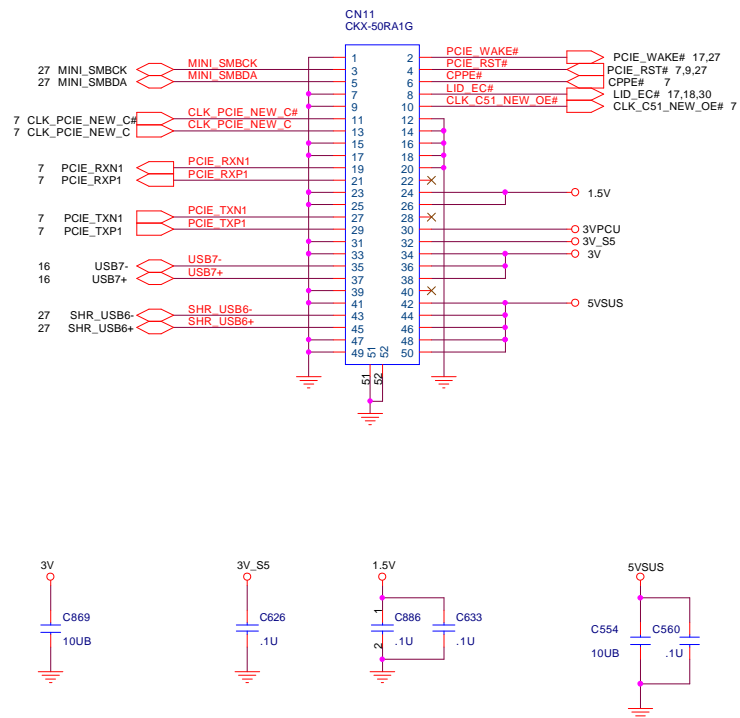 CN11
CKX-50RA1G
1 2 PCIE_WAKE# PCIE_WAKE# 17,27
27 MINI_SMBCK MINI_SMBCK 3 4 PCIE_RST# PCIE_RST# 7,9,27
27 MINI_SMBDA MINI_SMBDA 5 6 CPPE# CPPE# 7
7 8 LID_EC# LID_EC# 17,18,30
9 10 CLK_C51_NEW_OE# CLK_C51_NEW_OE# 7
7 CLK_PCIE_NEW_C# CLK_PCIE_NEW_C# 11 12
7 CLK_PCIE_NEW_C CLK_PCIE_NEW_C 13 14
15 16
17 18
7 PCIE_RXN1 PCIE_RXN1 19 20
7 PCIE_RXP1 PCIE_RXP1 21 22
23 24 1.5V
25 26
7 PCIE_TXN1 PCIE_TXN1 27 28
7 PCIE_TXP1 PCIE_TXP1 29 30 3VPCU
31 32 3V_S5
33 34 3V
16 USB7- USB7- 35 36
16 USB7+ USB7+ 37 38
39 40
41 42 5VSUS
27 SHR_USB6- SHR_USB6- 43 44
27 SHR_USB6+ SHR_USB6+ 45 46
47 48
49 51 52 50
51 52
3V 3V_S5 1.5V 5VSUS
C869 C626 1 C886 C633 C554 C560
10UB .1U 2 .1U .1U 10UB .1U